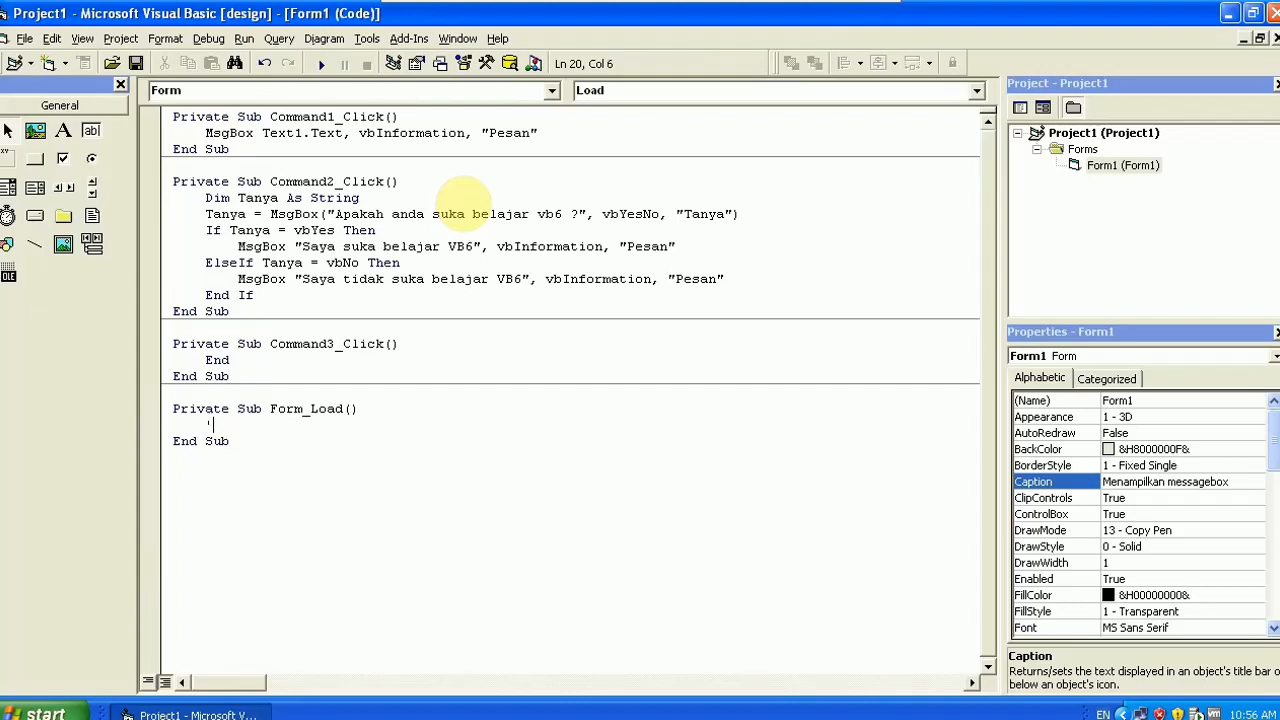 Project1 - Microsoft Visual Basic [design] - [Form1 (Code)]
File Edit View Project Format Debug Run Query Diagram Tools Add-Ins Window Help
Ln 20, Col 6
General
Form
Load
Private Sub Command1_Click()
MsgBox Text1.Text, vbInformation, "Pesan"
End Sub
Private Sub Command2_Click()
Dim Tanya As String
Tanya = MsgBox("Apakah anda suka belajar vb6 ?", vbYesNo, "Tanya")
If Tanya = vbYes Then
MsgBox "Saya suka belajar VB6", vbInformation, "Pesan"
ElseIf Tanya = vbNo Then
MsgBox "Saya tidak suka belajar VB6", vbInformation, "Pesan"
End If
End Sub
Private Sub Command3_Click()
End
End Sub
Private Sub Form_Load()
'
End Sub
Project - Project1
Project1 (Project1)
Forms
Form1 (Form1)
Properties - Form1
Form1 Form
Alphabetic Categorized
(Name) Form1
Appearance 1 - 3D
AutoRedraw False
BackColor &H8000000F&
BorderStyle 1 - Fixed Single
Caption Menampilkan messagebox
ClipControls True
ControlBox True
DrawMode 13 - Copy Pen
DrawStyle 0 - Solid
DrawWidth 1
Enabled True
FillColor &H00000000&
FillStyle 1 - Transparent
Font MS Sans Serif
Caption
Returns/sets the text displayed in an object's title bar or
below an object's icon.
start
Project1 - Microsoft V...
EN
10:56 AM